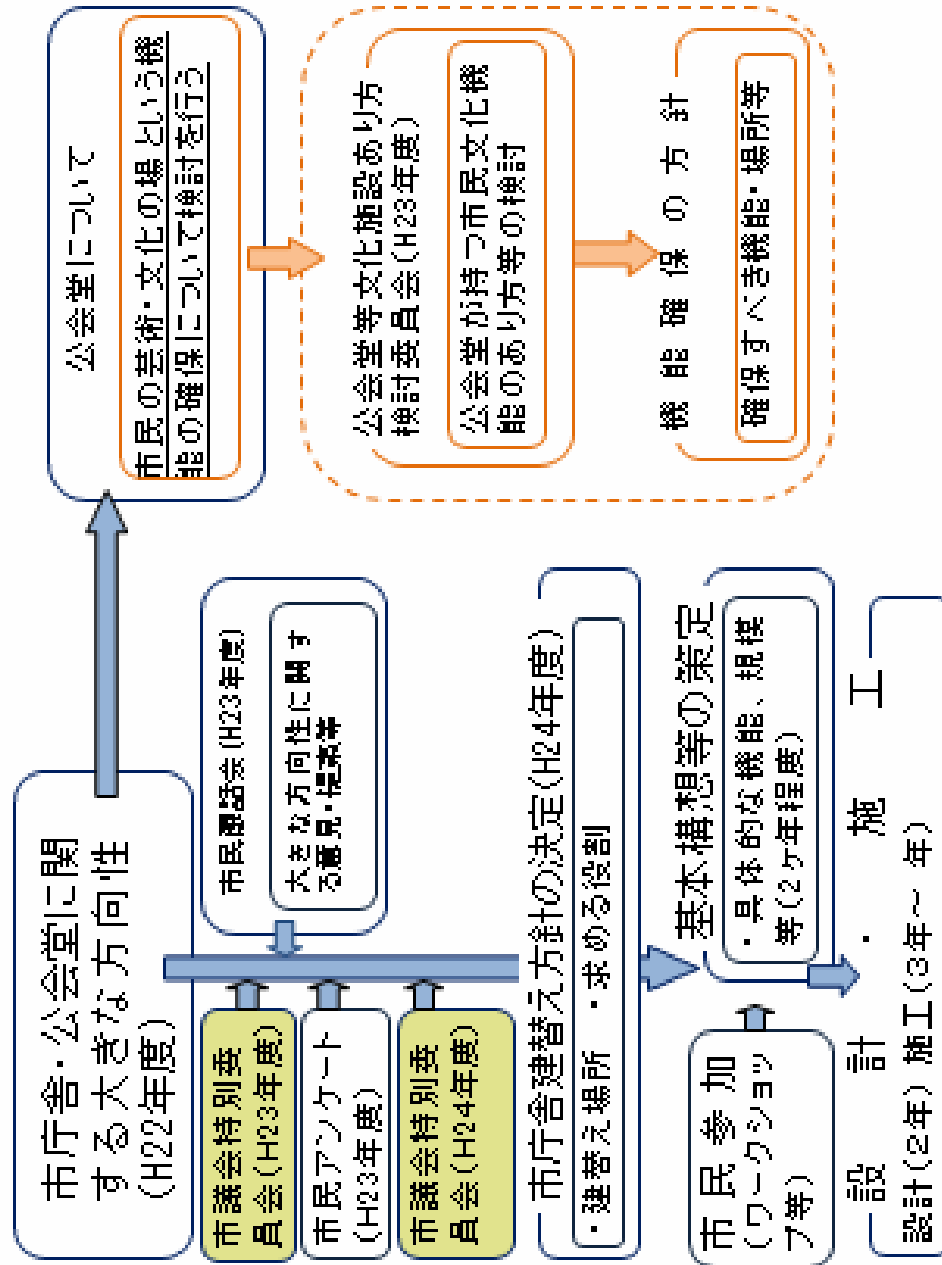 市庁舎・公会堂に関
する大きな方向性
(H22年度)
公会堂について
市民の芸術・文化の場という機
能の確保について検討を行う
市議会特別委
員会(H23年度)
市民アンケート
(H23年度)
市議会特別委
員会(H24年度)
市民懇話会(H23年度)
大きな方向性に関す
る意見・提案等
公会堂等文化施設あり方
検討委員会(H23年度)
公会堂が持つ市民文化機
能のあり方等の検討
機能確保の方針
確保すべき機能・場所等
市庁舎建替え方針の決定(H24年度)
・建替え場所 ・求める役割
市民参加
(ワークショッ
プ等)
基本構想等の策定
・具体的な機能、規模
等(2ヶ年程度)
設計・施工
設計(2年) 施工(3年～ 年)